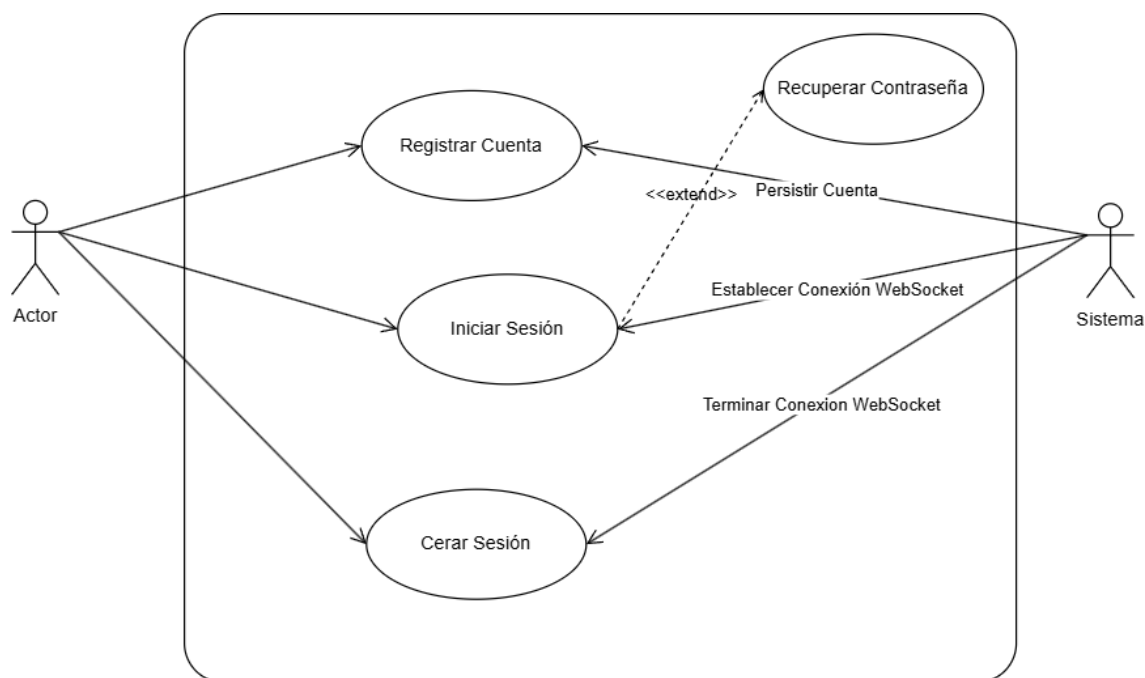 Recuperar Contraseña
Registrar Cuenta
<<extend>>
Persistir Cuenta
Actor
Iniciar Sesión
Establecer Conexión WebSocket
Sistema
Terminar Conexion WebSocket
Cerar Sesión